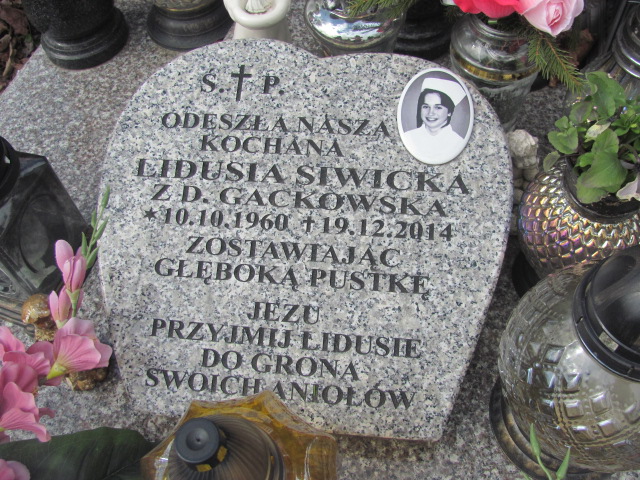 Ś. † P.
ODESZŁA NASZA
KOCHANA
LIDUSIA SIWICKA
Z D. GACKOWSKA
★10.10.1960 †19.12.2014
ZOSTAWIAJĄC
GŁĘBOKĄ PUSTKĘ
JEZU
PRZYJMIJ LIDUSIE
DO GRONA
SWOICH ANIOŁÓW